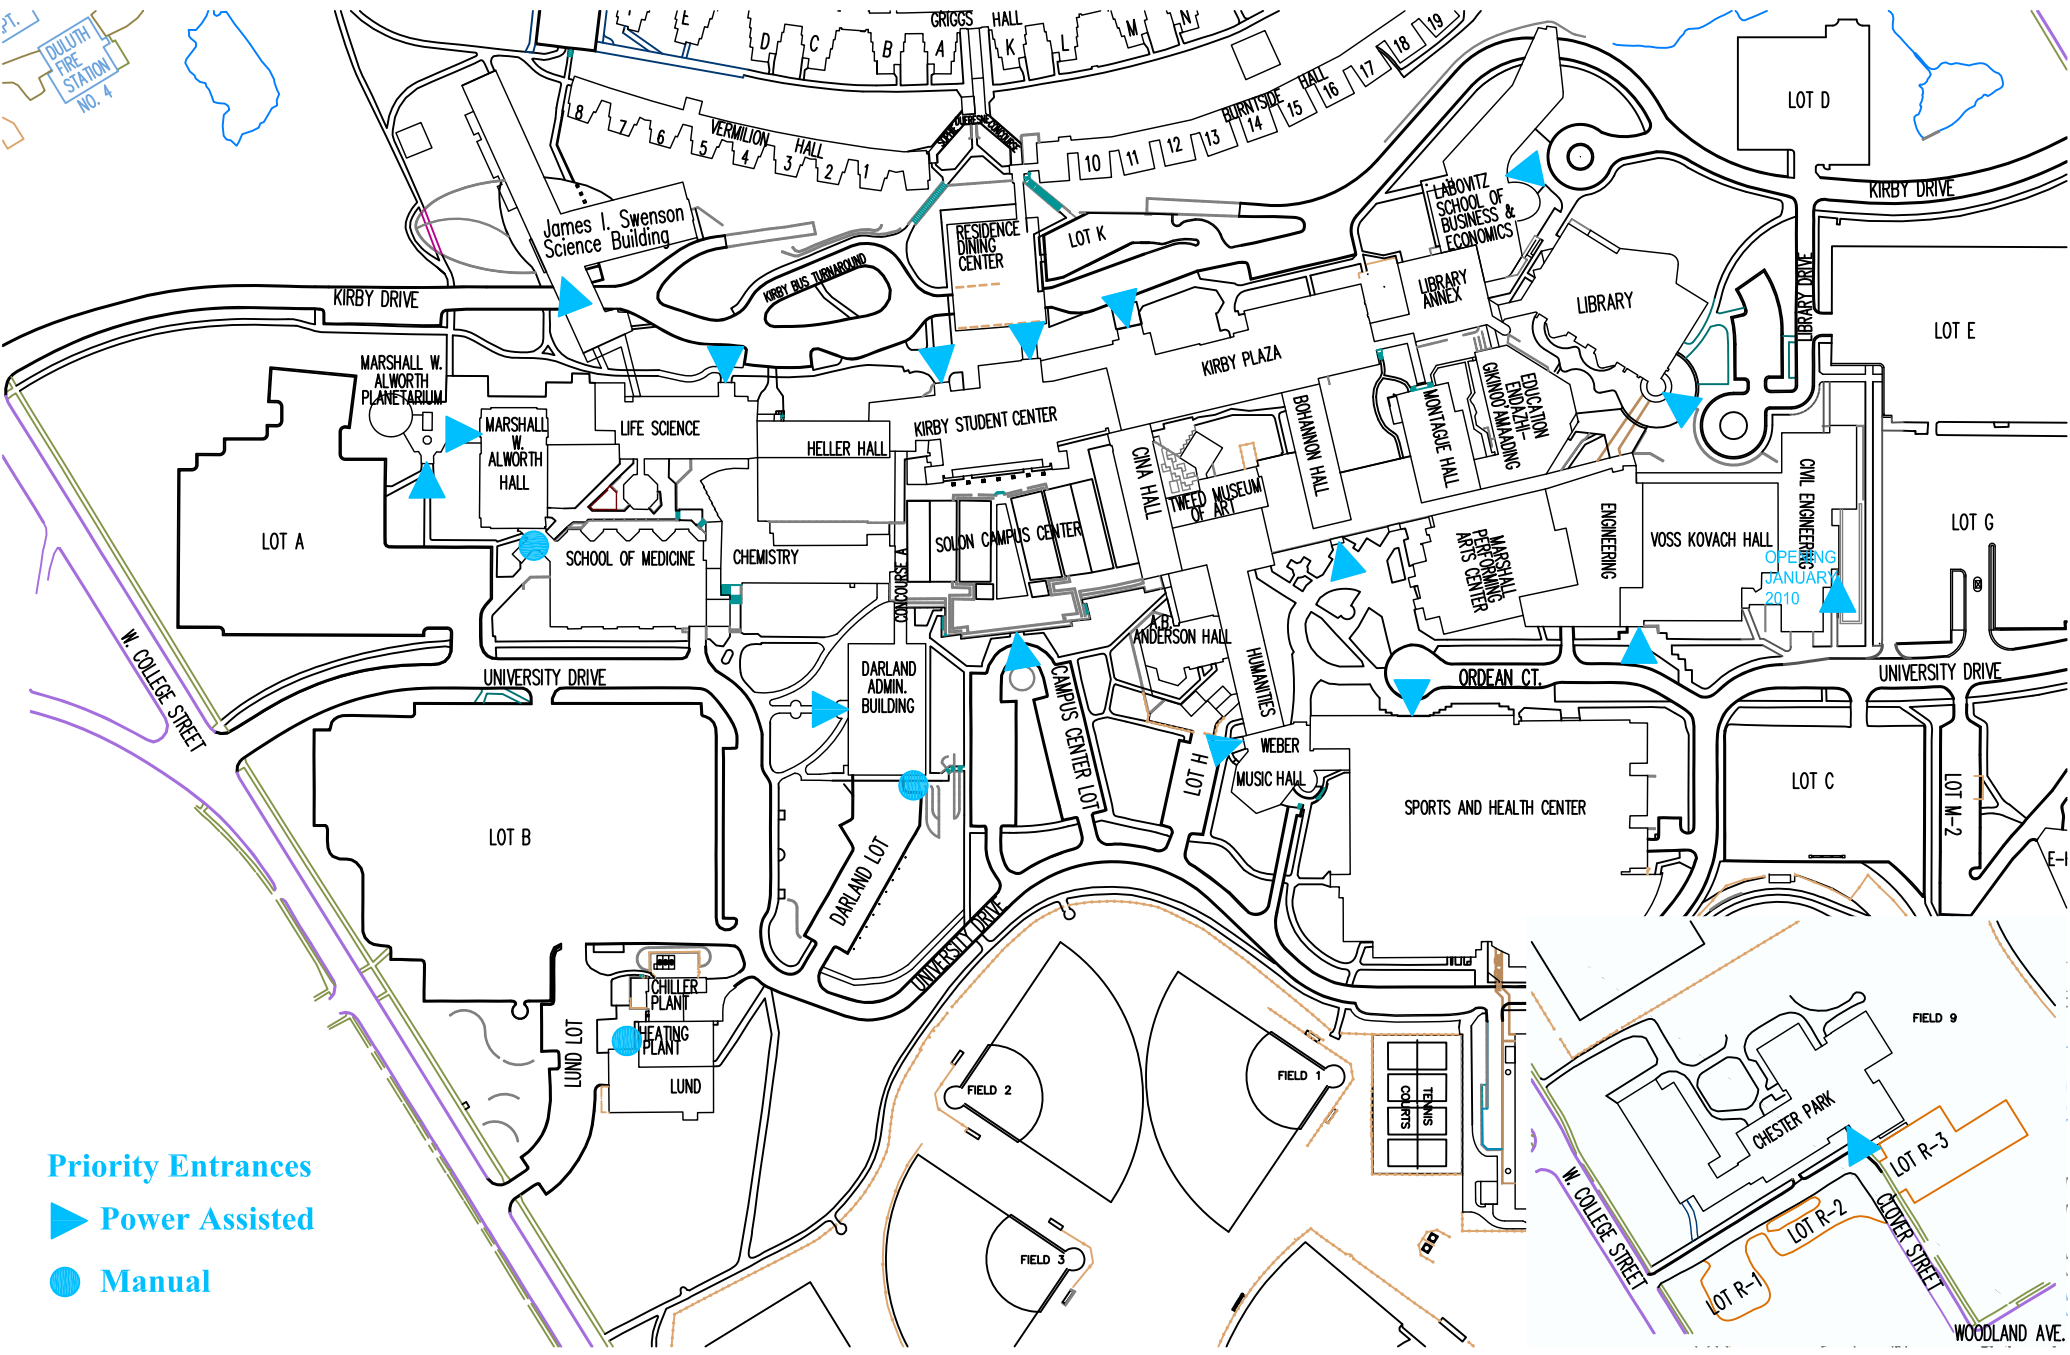 PT.
DULUTH
FIRE
STATION
NO. 4
E
D
C
B
A
GRIGGS HALL
K
L
M
N
8
7
6
5
4
3
2
1
VERMILION
HALL
10
11
12
13
14
15
16
17
18
19
BURNTSIDE HALL
LOT D
KIRBY DRIVE
James I. Swenson
Science Building
RESIDENCE
DINING
CENTER
LOT K
LABOVITZ
SCHOOL OF
BUSINESS &
ECONOMICS
KIRBY DRIVE
KIRBY BUS TURNAROUND
LIBRARY
ANNEX
LIBRARY
LIBRARY DRIVE
LOT E
MARSHALL W.
ALWORTH
PLANETARIUM
MARSHALL
W.
ALWORTH
HALL
LIFE SCIENCE
HELLER HALL
KIRBY STUDENT CENTER
KIRBY PLAZA
BOHANNON HALL
MONTAGUE HALL
EDUCATION
ENDAZHI-
GIKINOO'AMAADING
CINA HALL
TWEED MUSEUM
OF ART
LOT A
SCHOOL OF MEDICINE
CHEMISTRY
CONCOURSE A
SOLON CAMPUS CENTER
MARSHALL
PERFORMING
ARTS CENTER
ENGINEERING
VOSS KOVACH HALL
CIVIL ENGINEERING
OPENING
JANUARY
2010
LOT G
A.B.
ANDERSON HALL
HUMANITIES
W. COLLEGE STREET
UNIVERSITY DRIVE
DARLAND
ADMIN.
BUILDING
CAMPUS CENTER LOT
LOT H
ORDEAN CT.
UNIVERSITY DRIVE
WEBER
MUSIC HALL
SPORTS AND HEALTH CENTER
LOT C
LOT M-2
LOT B
DARLAND LOT
UNIVERSITY DRIVE
CHILLER
PLANT
HEATING
PLANT
LUND LOT
LUND
FIELD 2
FIELD 1
TENNIS
COURTS
FIELD 3
FIELD 9
CHESTER PARK
LOT R-3
LOT R-2
LOT R-1
W. COLLEGE STREET
CLOVER STREET
WOODLAND AVE.
Priority Entrances
Power Assisted
Manual